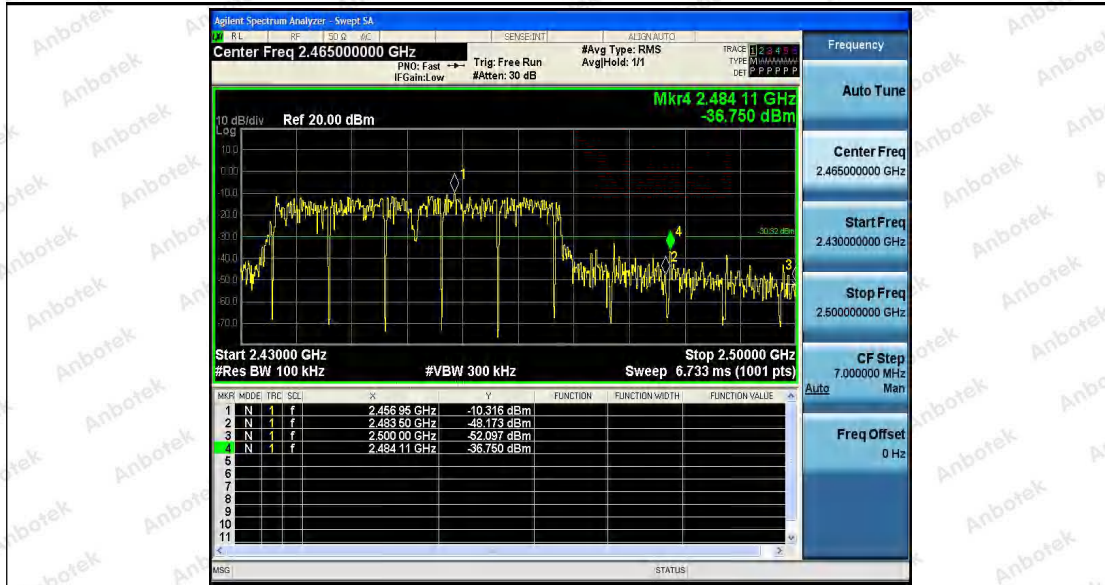 Agilent Spectrum Analyzer - Swept SA
RL RF 50 Ω AC SENSE:INT ALIGNAUTO
Center Freq 2.465000000 GHz
#Avg Type: RMS
Avg|Hold: 1/1
PNO: Fast
IFGain:Low
Trig: Free Run
#Atten: 30 dB
TRACE 1 2 3 4 5 6
TYPE M
DET P P P P P P
Mkr4 2.484 11 GHz
-36.750 dBm
10 dB/div Ref 20.00 dBm
Log
10.0
0.00
-10.0
-20.0
-30.0
-40.0
-50.0
-60.0
-70.0
1
4
2
3
-30.32 dBm
Start 2.43000 GHz Stop 2.50000 GHz
#Res BW 100 kHz #VBW 300 kHz Sweep 6.733 ms (1001 pts)
MKR MODE TRC SCL X Y FUNCTION FUNCTION WIDTH FUNCTION VALUE
1 N 1 f 2.456 95 GHz -10.316 dBm
2 N 1 f 2.483 50 GHz -48.173 dBm
3 N 1 f 2.500 00 GHz -52.097 dBm
4 N 1 f 2.484 11 GHz -36.750 dBm
5
6
7
8
9
10
11
MSG STATUS
Frequency
Auto Tune
Center Freq
2.465000000 GHz
Start Freq
2.430000000 GHz
Stop Freq
2.500000000 GHz
CF Step
7.000000 MHz
Auto Man
Freq Offset
0 Hz
Anbotek